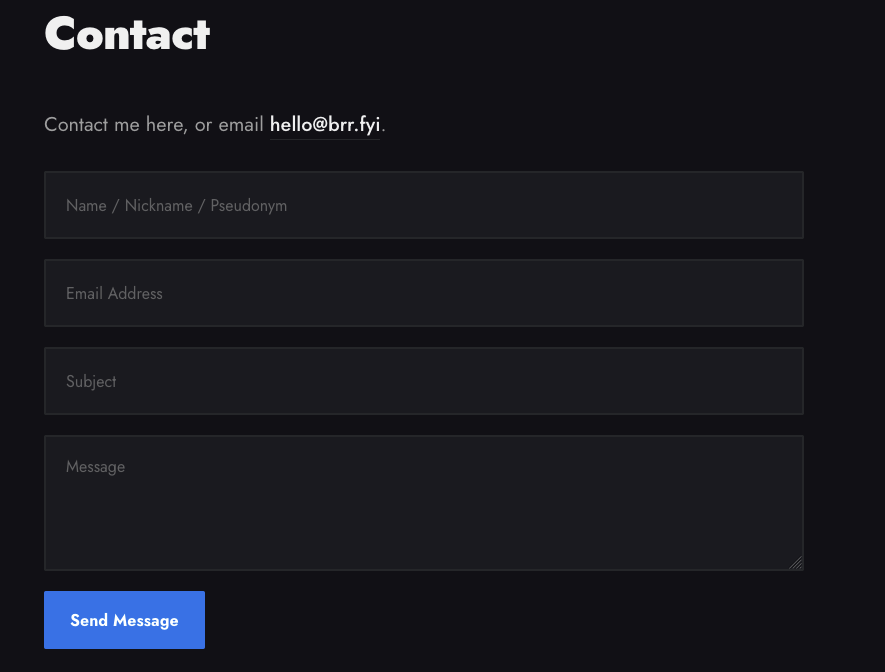 Contact
Contact me here, or email hello@brr.fyi.
Name / Nickname / Pseudonym
Email Address
Subject
Message
Send Message